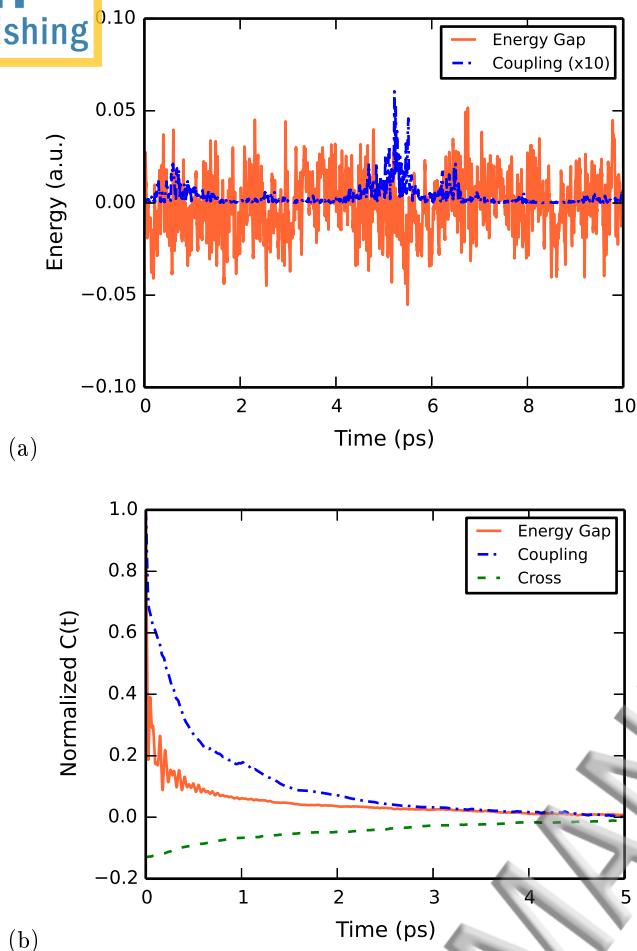 shing
0.10
0.05
0.00
−0.05
−0.10
Energy (a.u.)
Energy Gap
Coupling (x10)
0 2 4 6 8 10
Time (ps)
(a)
1.0
0.8
0.6
0.4
0.2
0.0
−0.2
Normalized C(t)
Energy Gap
Coupling
Cross
0 1 2 3 4 5
Time (ps)
(b)
MAN